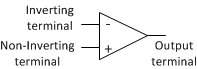 Inverting
terminal
-
Non-Inverting
terminal
+
Output
terminal